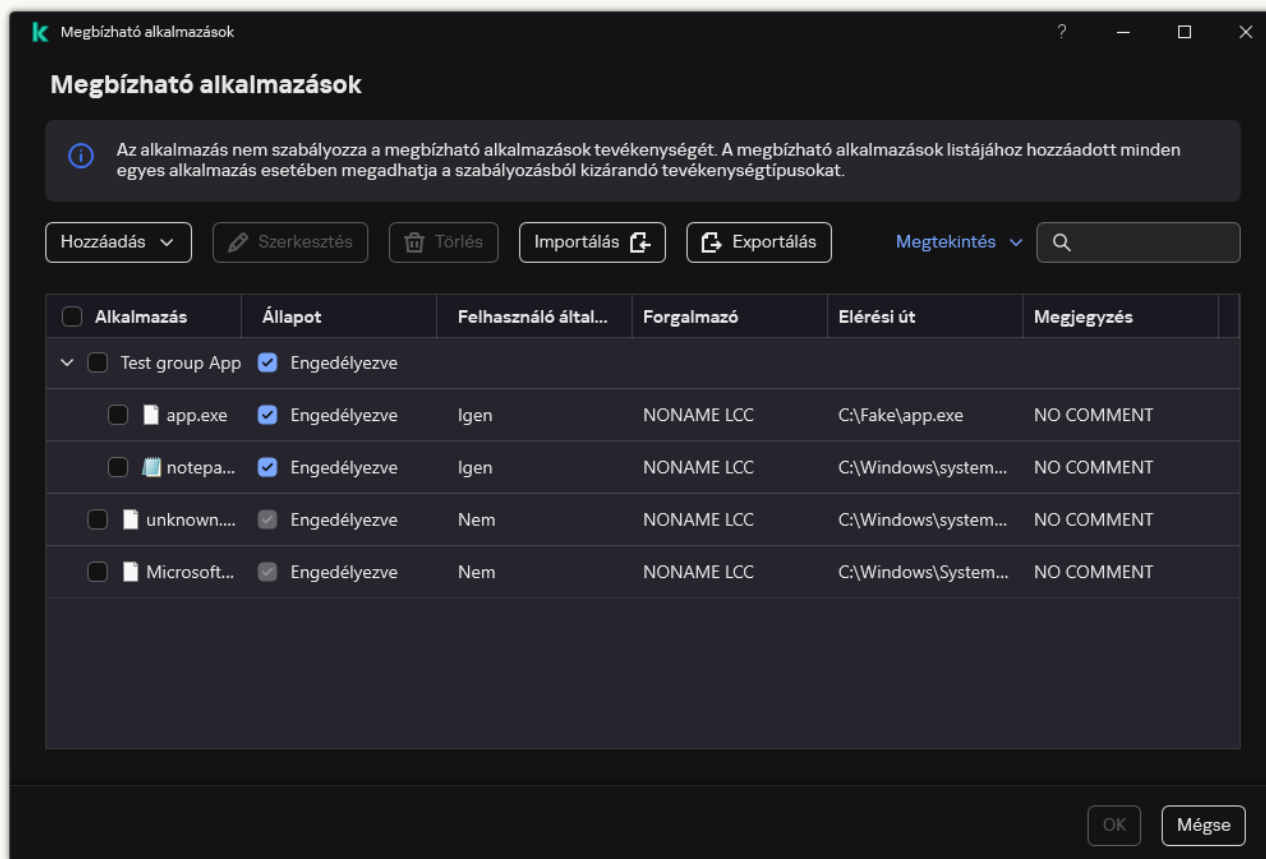 Megbízható alkalmazások
?
Megbízható alkalmazások
Az alkalmazás nem szabályozza a megbízható alkalmazások tevékenységét. A megbízható alkalmazások listájához hozzáadott minden
egyes alkalmazás esetében megadhatja a szabályozásból kizárandó tevékenységtípusokat.
Hozzáadás Szerkesztés Törlés Importálás Exportálás Megtekintés
Alkalmazás Állapot Felhasználó által... Forgalmazó Elérési út Megjegyzés
Test group App Engedélyezve
app.exe Engedélyezve Igen NONAME LCC C:\Fake\app.exe NO COMMENT
notepa... Engedélyezve Igen NONAME LCC C:\Windows\system... NO COMMENT
unknown.... Engedélyezve Nem NONAME LCC C:\Windows\system... NO COMMENT
Microsoft... Engedélyezve Nem NONAME LCC C:\Windows\System... NO COMMENT
OK Mégse